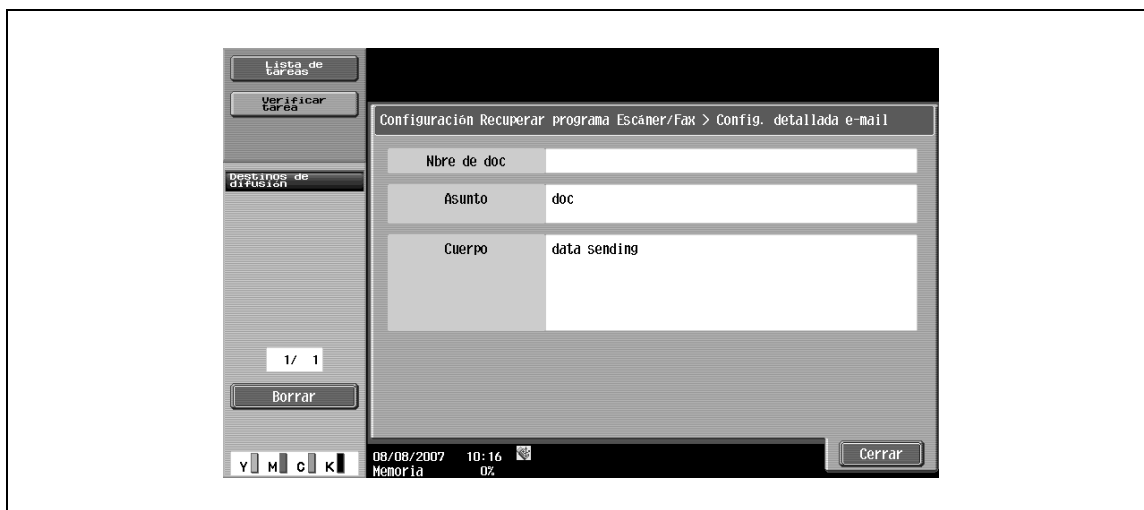 Lista de
tareas
Verificar
tarea
Configuración Recuperar programa Escáner/Fax > Config. detallada e-mail
Destinos de
difusión
Nbre de doc
Asunto doc
Cuerpo data sending
1/ 1
Borrar
Y M C K
08/08/2007 10:16
Memoria 0%
Cerrar